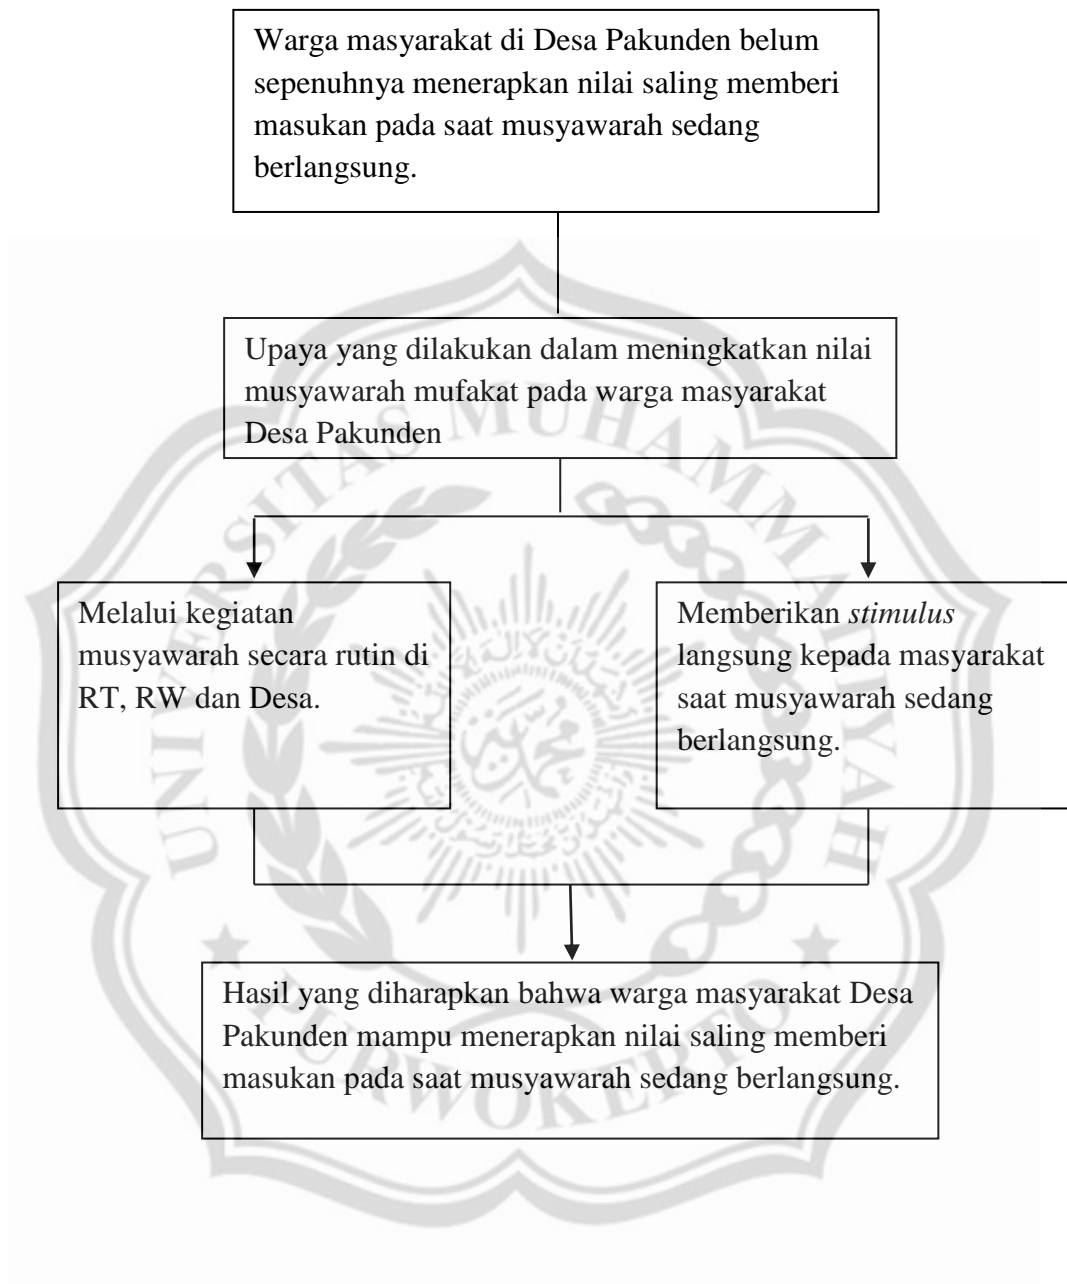 Warga masyarakat di Desa Pakunden belum
sepenuhnya menerapkan nilai saling memberi
masukan pada saat musyawarah sedang
berlangsung.
Upaya yang dilakukan dalam meningkatkan nilai
musyawarah mufakat pada warga masyarakat
Desa Pakunden
Melalui kegiatan
musyawarah secara rutin di
RT, RW dan Desa.
Memberikan stimulus
langsung kepada masyarakat
saat musyawarah sedang
berlangsung.
Hasil yang diharapkan bahwa warga masyarakat Desa
Pakunden mampu menerapkan nilai saling memberi
masukan pada saat musyawarah sedang berlangsung.
UNIVERSITAS MUHAMMADIYAH
PURWOKERTO